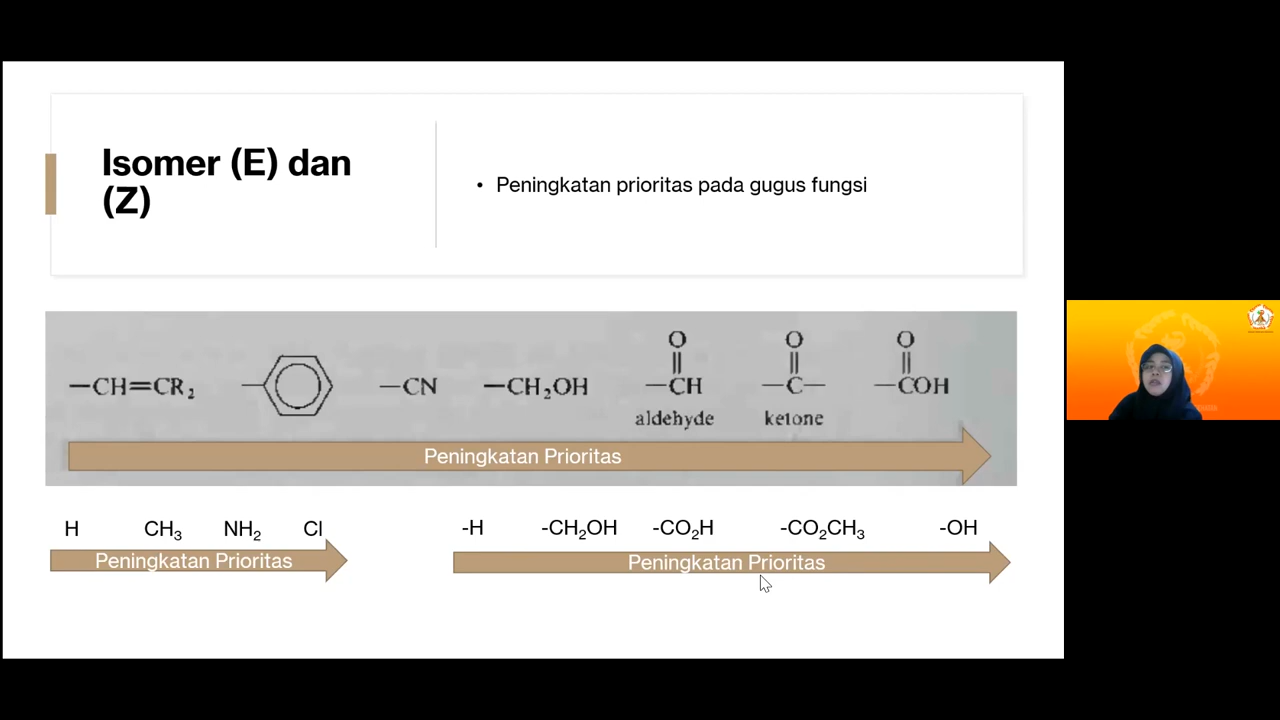 Isomer (E) dan
(Z)
• Peningkatan prioritas pada gugus fungsi
—CH=CR₂
—CN
—CH₂OH
O
—CH
aldehyde
O
—C—
ketone
O
—COH
Peningkatan Prioritas
H CH₃ NH₂ Cl
Peningkatan Prioritas
-H -CH₂OH -CO₂H -CO₂CH₃ -OH
Peningkatan Prioritas